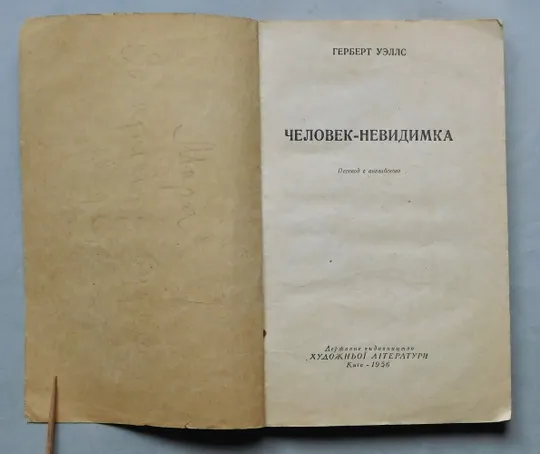 ГЕРБЕРТ УЭЛЛС
ЧЕЛОВЕК-НЕВИДИМКА
Перевод с английского
Державне видавництво
ХУДОЖНЬОЇ ЛІТЕРАТУРИ
Київ - 1956